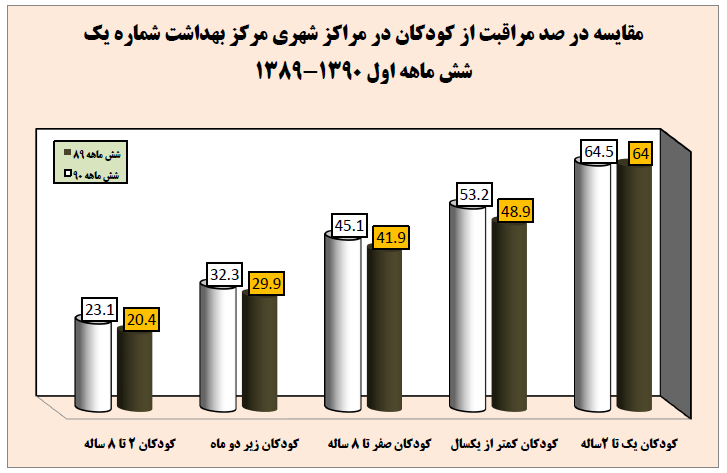 مقایسه در صد مراقبت از کودکان در مراکز شهری مرکز بهداشت شماره یک
شش ماهه اول ۱۳۹۰-۱۳۸۹
شش ماهه ۸۹
شش ماهه ۹۰
64.5
64
53.2
48.9
45.1
41.9
32.3
29.9
23.1
20.4
کودکان یک تا ۲ساله
کودکان کمتر از یکسال
کودکان صفر تا ۸ ساله
کودکان زیر دو ماه
کودکان ۲ تا ۸ ساله